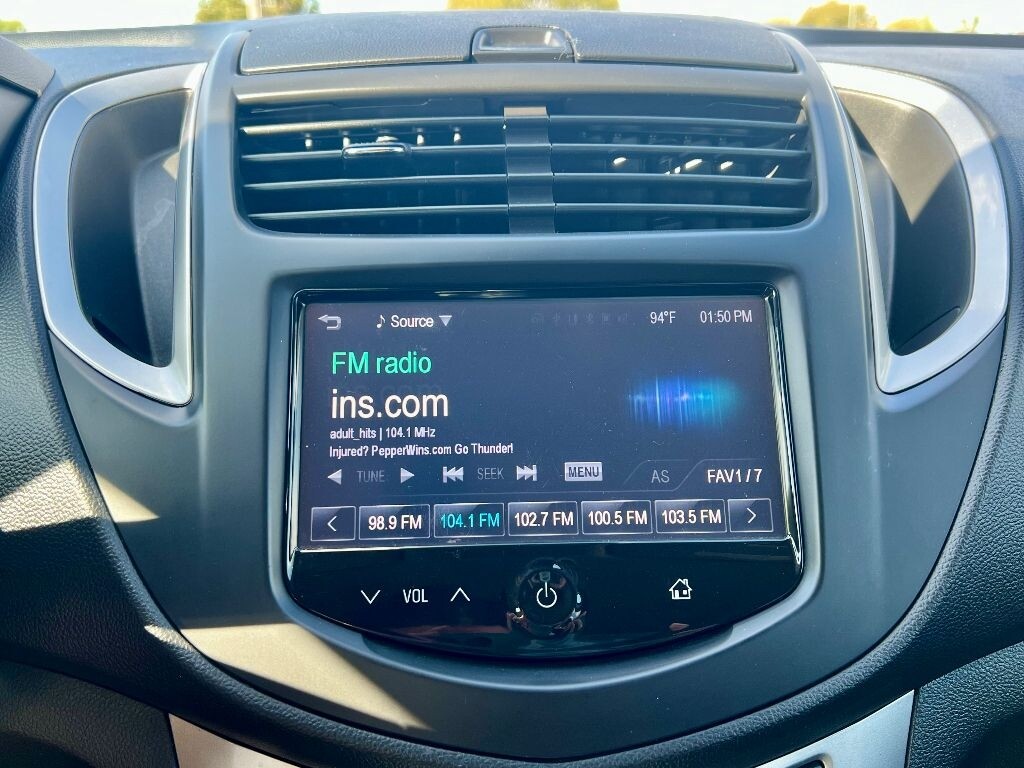 ♪ Source ▼ 94°F 01:50 PM
FM radio
ins.com
adult_hits | 104.1 MHz
Injured? PepperWins.com Go Thunder!
◀ TUNE ▶ SEEK MENU AS FAV1 / 7
< 98.9 FM 104.1 FM 102.7 FM 100.5 FM 103.5 FM >
VOL